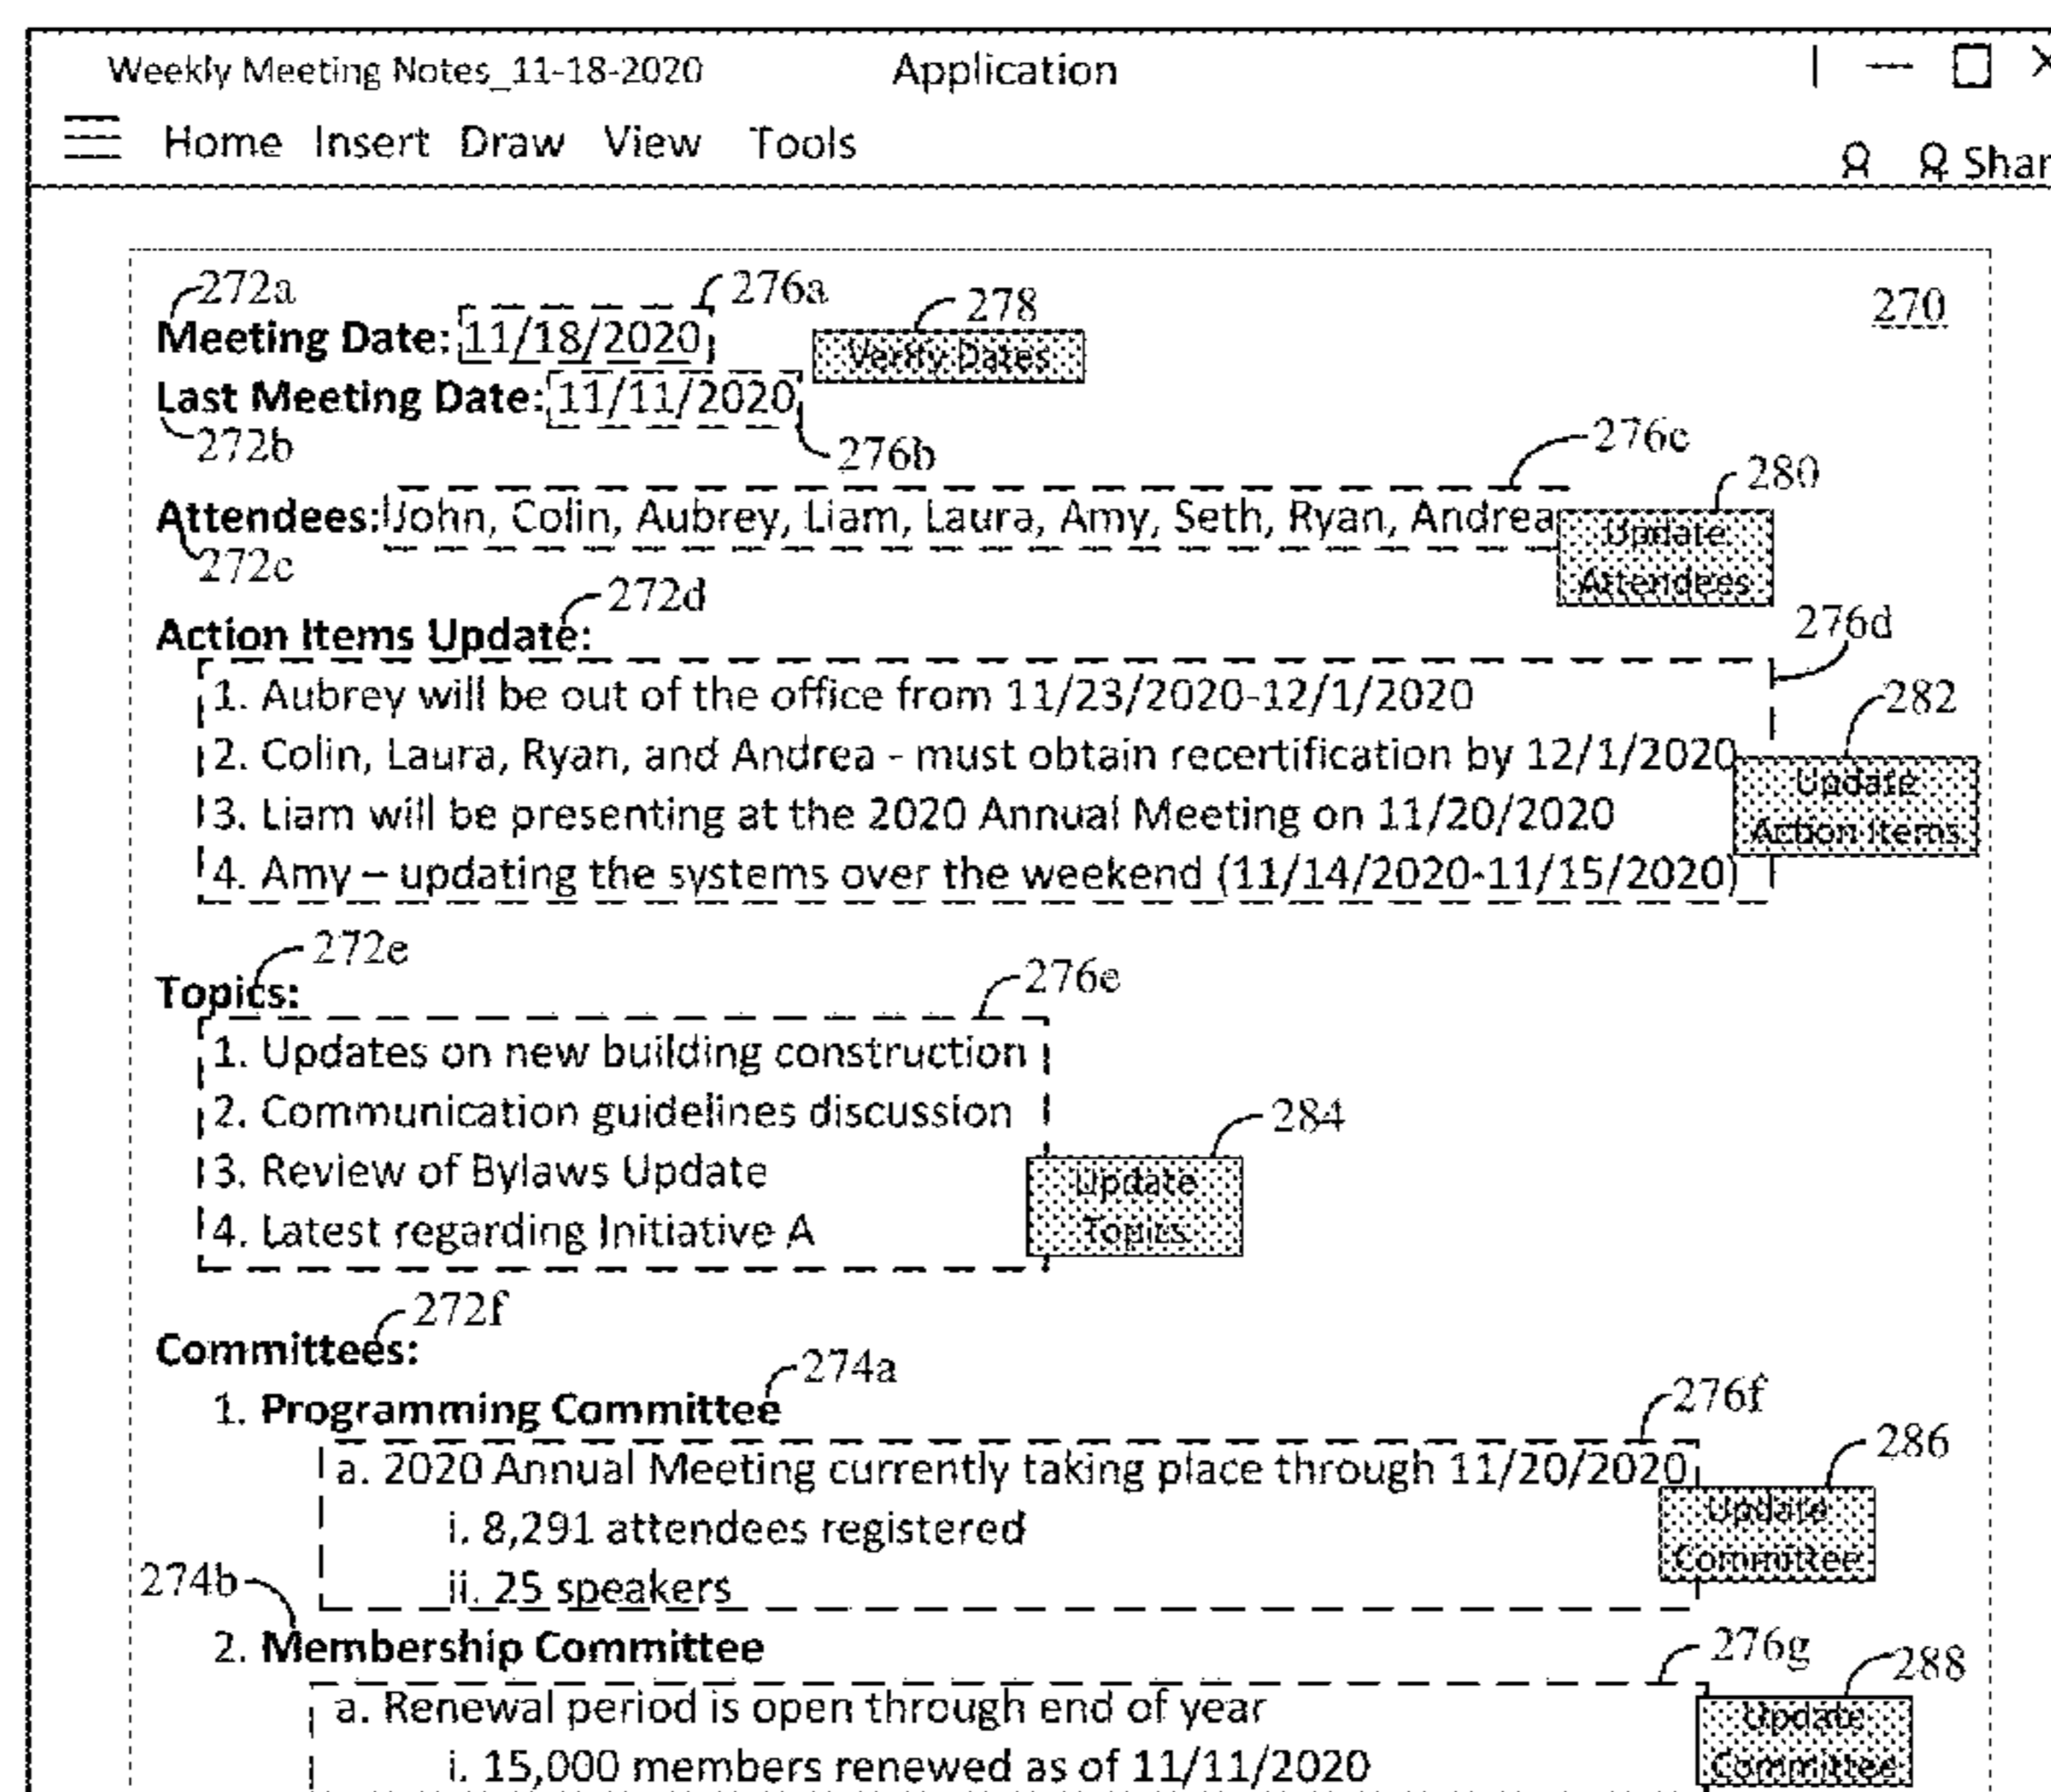 Weekly Meeting Notes_11-18-2020 Application
Home Insert Draw View Tools
Shar
272a 276a 278 270
Meeting Date: 11/18/2020 Verify Dates
Last Meeting Date: 11/11/2020
272b 276b 276c 280
Attendees: John, Colin, Aubrey, Liam, Laura, Amy, Seth, Ryan, Andrea Update
272c Attendees
272d 276d
Action Items Update:
1. Aubrey will be out of the office from 11/23/2020-12/1/2020 282
2. Colin, Laura, Ryan, and Andrea - must obtain recertification by 12/1/2020 Update
3. Liam will be presenting at the 2020 Annual Meeting on 11/20/2020 Action Items
4. Amy – updating the systems over the weekend (11/14/2020-11/15/2020)
272e 276e
Topics:
1. Updates on new building construction
2. Communication guidelines discussion 284
3. Review of Bylaws Update Update
4. Latest regarding Initiative A Topics
272f
Committees:
274a 276f
1. Programming Committee 286
a. 2020 Annual Meeting currently taking place through 11/20/2020 Update
i. 8,291 attendees registered Committee
274b ii. 25 speakers
2. Membership Committee 276g 288
a. Renewal period is open through end of year Update
i. 15,000 members renewed as of 11/11/2020 Committee